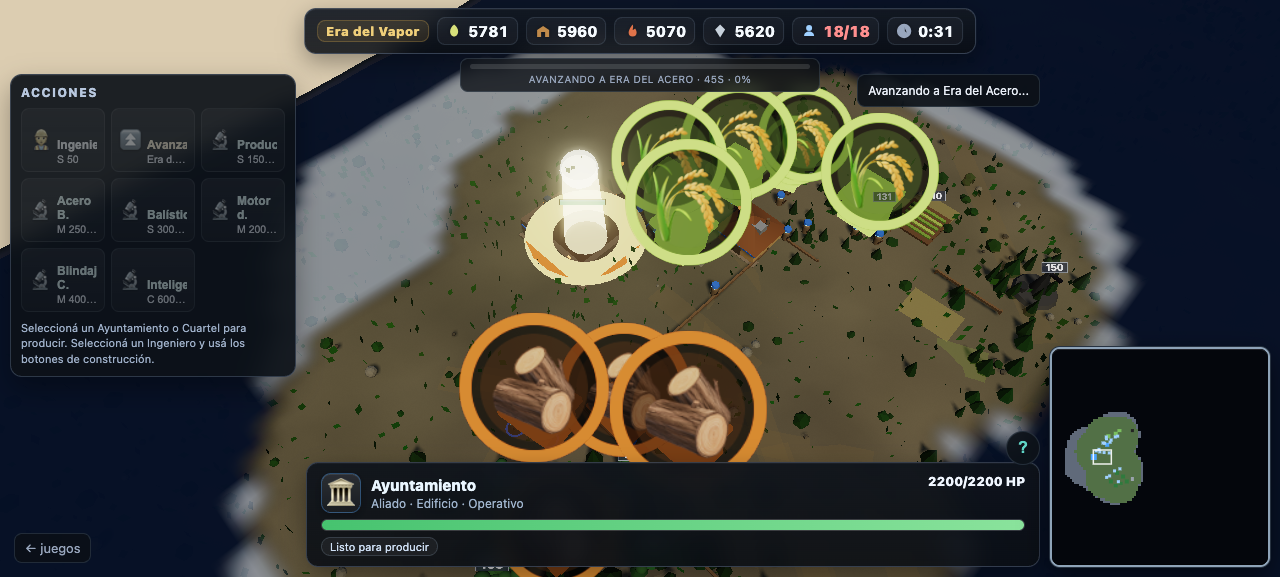 Era del Vapor
5781
5960
5070
5620
18/18
0:31
AVANZANDO A ERA DEL ACERO · 45S · 0%
Avanzando a Era del Acero...
ACCIONES
Ingenie
S 50
Avanza
Era d....
Produc
S 150...
Acero B.
M 250...
Balístic
S 300...
Motor d.
M 200...
Blindaj C.
M 400...
Intelige
C 600...
Seleccioná un Ayuntamiento o Cuartel para
producir. Seleccioná un Ingeniero y usá los
botones de construcción.
131
150
?
Ayuntamiento
2200/2200 HP
Aliado · Edificio · Operativo
Listo para producir
← juegos